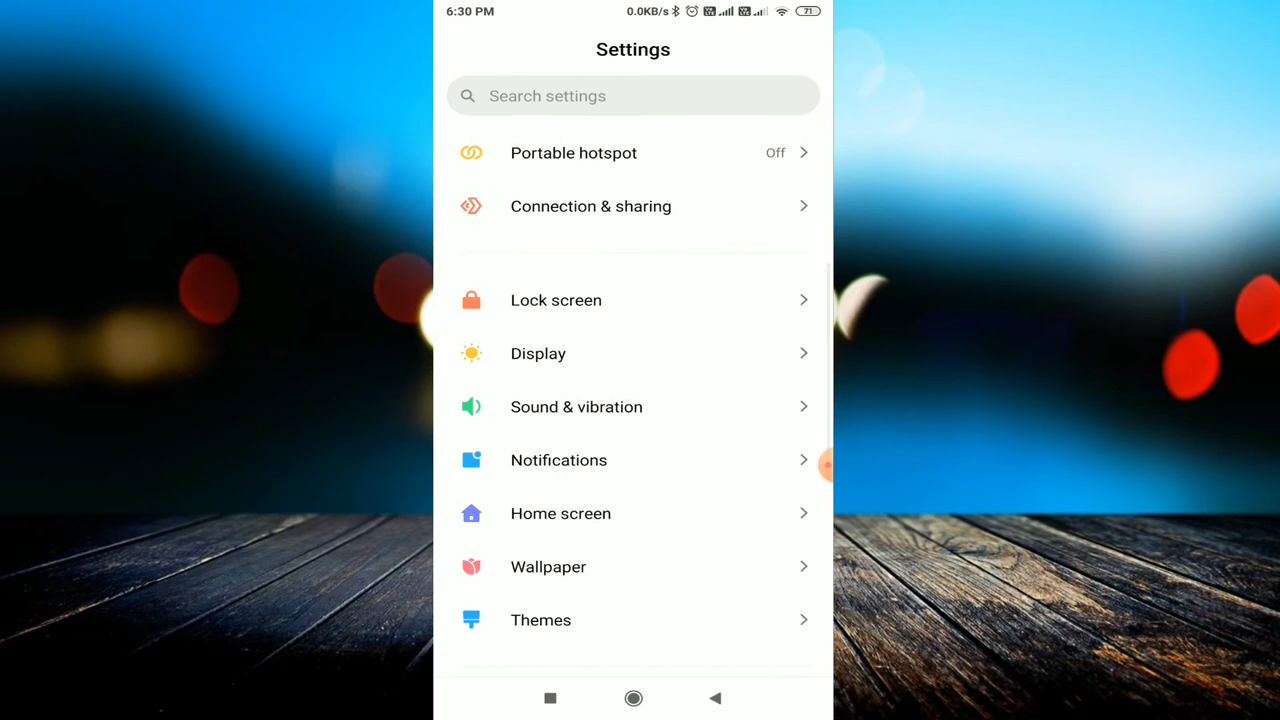 6:30 PM 0.0KB/s 71
Settings
Search settings
Portable hotspot Off
Connection & sharing
Lock screen
Display
Sound & vibration
Notifications
Home screen
Wallpaper
Themes